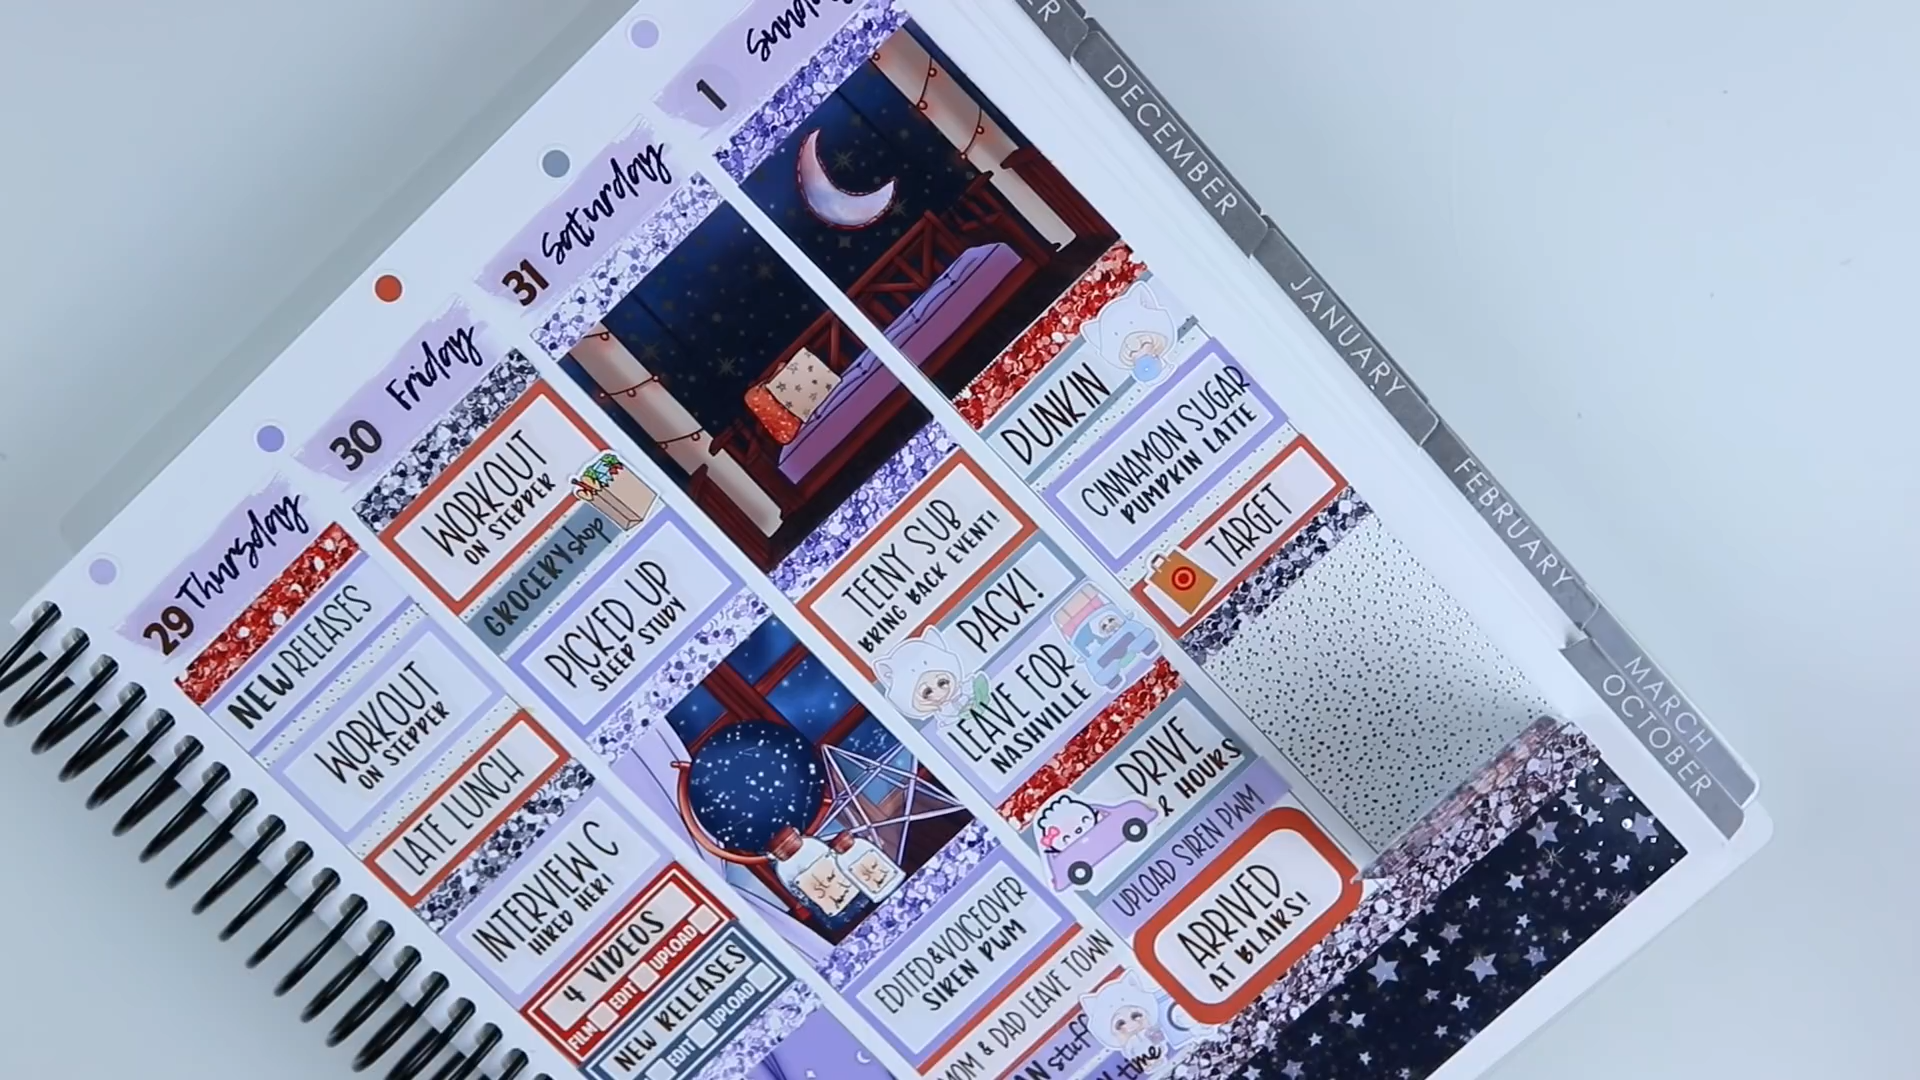 29 Thursday
NEW RELEASES
WORKOUT
ON STEPPER
LATE LUNCH
INTERVIEW C
HIRED HER!
4 VIDEOS
FILM EDIT UPLOAD
NEW RELEASES
EDIT UPLOAD
30 Friday
WORKOUT
ON STEPPER
GROCERY shop
PICKED UP
SLEEP STUDY
31 Saturday
TEENY SUB
BRING BACK EVENT!
PACK!
LEAVE FOR
NASHVILLE
DRIVE
HOURS
UPLOAD SIREN PWM
ARRIVED
AT BLAIRS!
EDITED & VOICEOVER
SIREN PWM
MOM & DAD LEAVE TOWN
stuff
time
1
DUNKIN
CINNAMON SUGAR
PUMPKIN LATTE
TARGET
DECEMBER
JANUARY
FEBRUARY
MARCH
OCTOBER